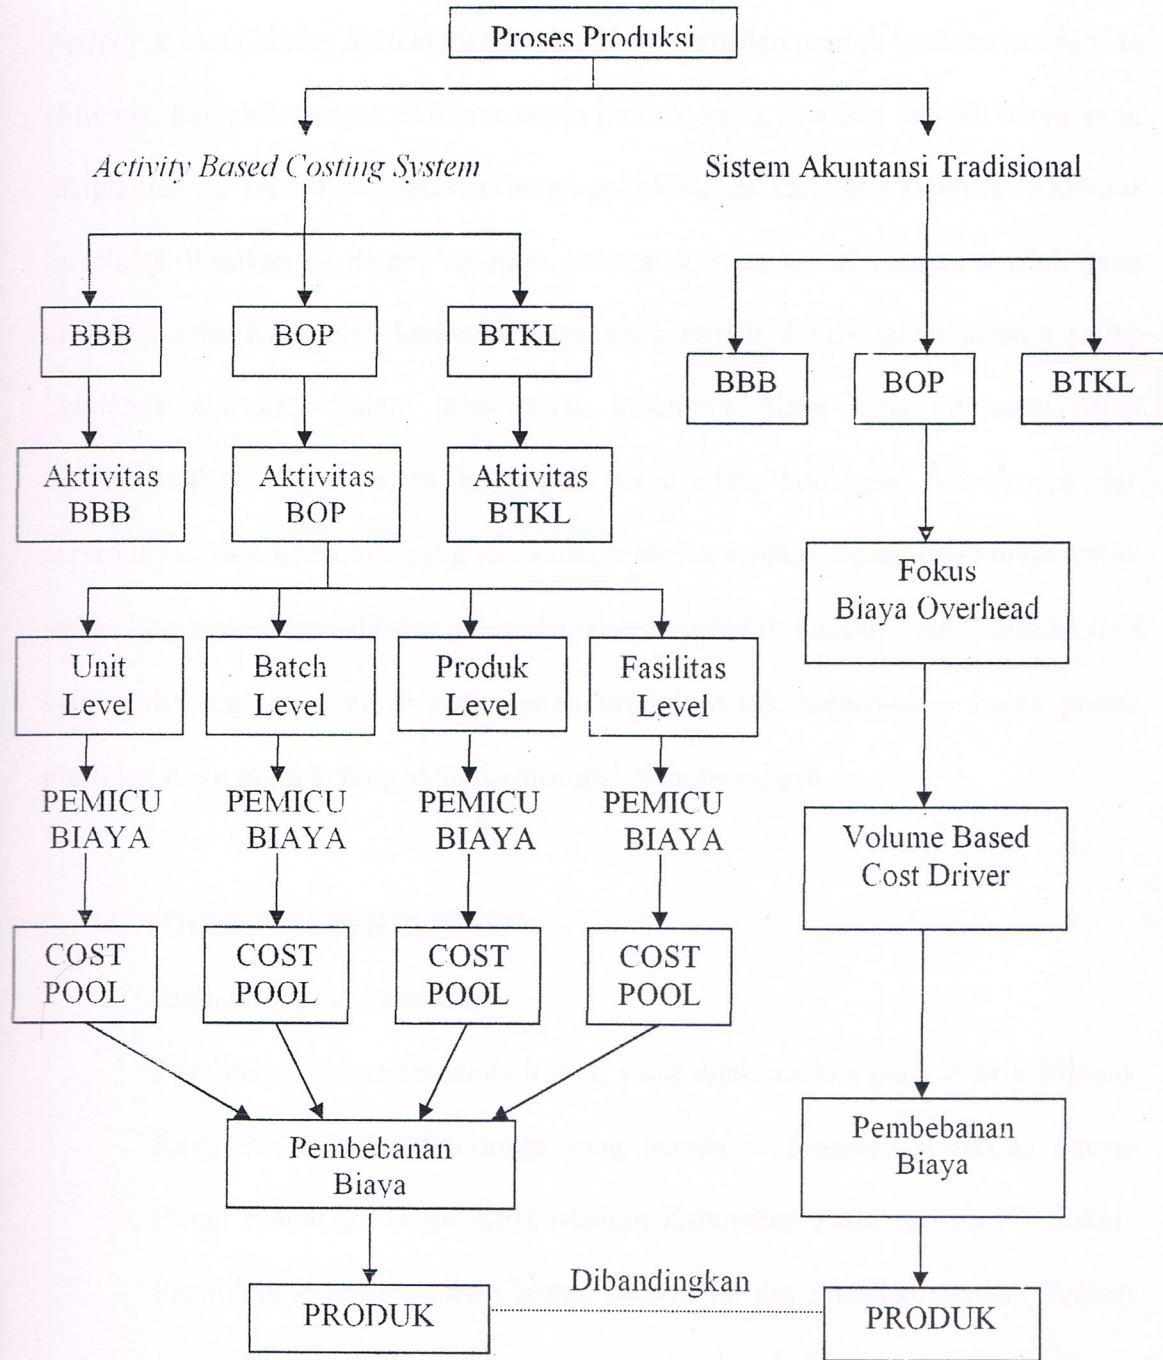 Proses Produksi
Activity Based Costing System
Sistem Akuntansi Tradisional
BBB
BOP
BTKL
BBB
BOP
BTKL
Aktivitas
BBB
Aktivitas
BOP
Aktivitas
BTKL
Fokus
Biaya Overhead
Unit
Level
Batch
Level
Produk
Level
Fasilitas
Level
PEMICU
BIAYA
PEMICU
BIAYA
PEMICU
BIAYA
PEMICU
BIAYA
Volume Based
Cost Driver
COST
POOL
COST
POOL
COST
POOL
COST
POOL
Pembebanan
Biaya
Pembebanan
Biaya
Dibandingkan
PRODUK
PRODUK